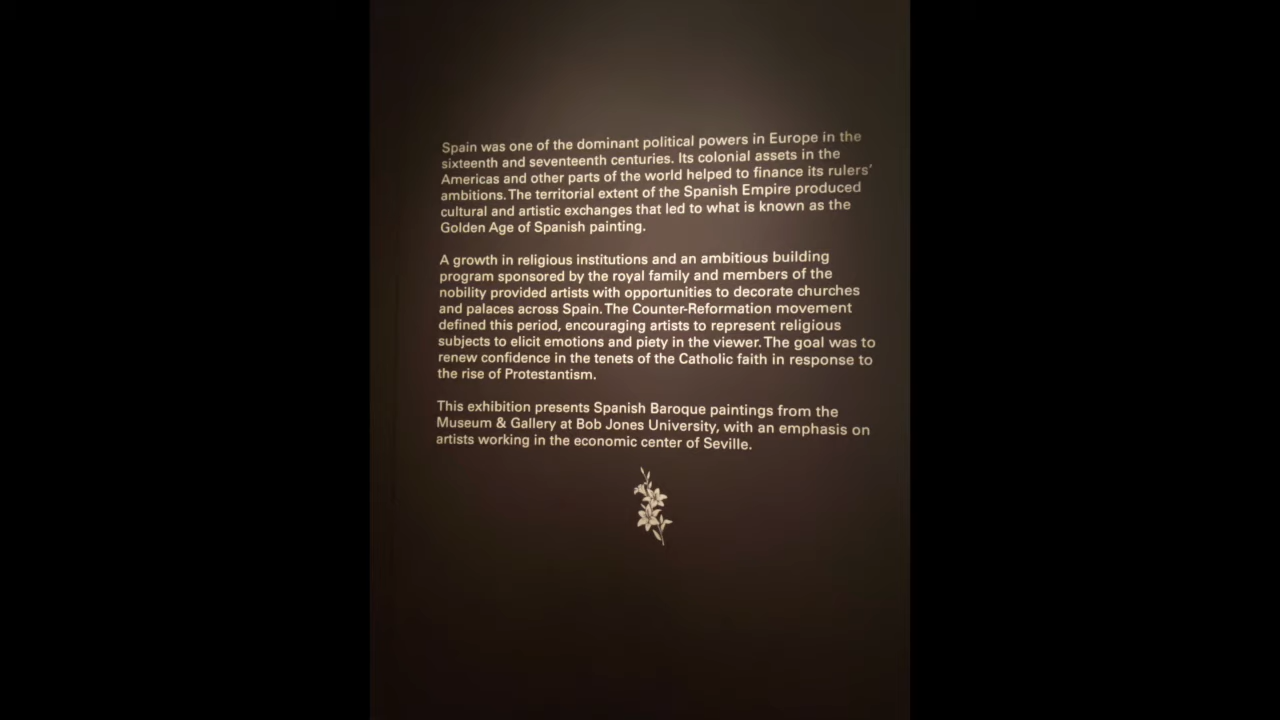 Spain was one of the dominant political powers in Europe in the
sixteenth and seventeenth centuries. Its colonial assets in the
Americas and other parts of the world helped to finance its rulers’
ambitions. The territorial extent of the Spanish Empire produced
cultural and artistic exchanges that led to what is known as the
Golden Age of Spanish painting.
A growth in religious institutions and an ambitious building
program sponsored by the royal family and members of the
nobility provided artists with opportunities to decorate churches
and palaces across Spain. The Counter-Reformation movement
defined this period, encouraging artists to represent religious
subjects to elicit emotions and piety in the viewer. The goal was to
renew confidence in the tenets of the Catholic faith in response to
the rise of Protestantism.
This exhibition presents Spanish Baroque paintings from the
Museum & Gallery at Bob Jones University, with an emphasis on
artists working in the economic center of Seville.